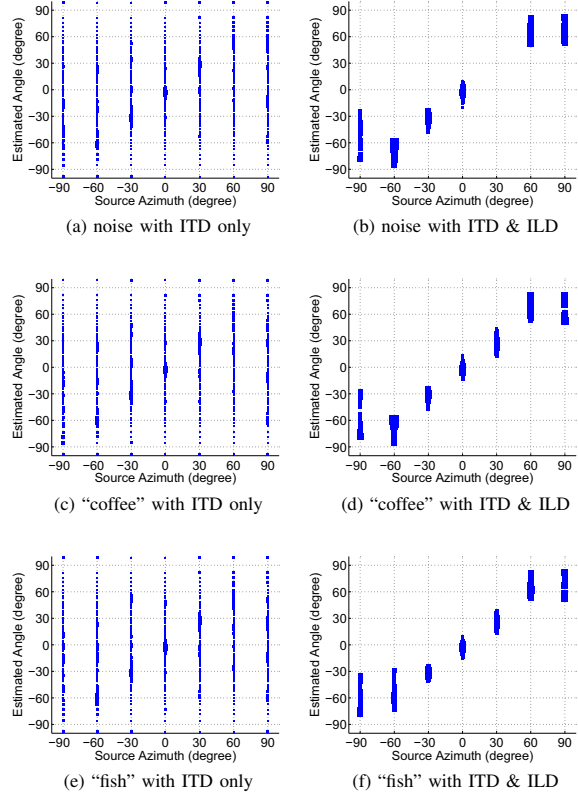 90
60
30
0
−30
−60
−90
Estimated Angle (degree)
−90 −60 −30 0 30 60 90
Source Azimuth (degree)
(a) noise with ITD only
90
60
30
0
−30
−60
−90
Estimated Angle (degree)
−90 −60 −30 0 30 60 90
Source Azimuth (degree)
(b) noise with ITD & ILD
90
60
30
0
−30
−60
−90
Estimated Angle (degree)
−90 −60 −30 0 30 60 90
Source Azimuth (degree)
(c) “coffee” with ITD only
90
60
30
0
−30
−60
−90
Estimated Angle (degree)
−90 −60 −30 0 30 60 90
Source Azimuth (degree)
(d) “coffee” with ITD & ILD
90
60
30
0
−30
−60
−90
Estimated Angle (degree)
−90 −60 −30 0 30 60 90
Source Azimuth (degree)
(e) “fish” with ITD only
90
60
30
0
−30
−60
−90
Estimated Angle (degree)
−90 −60 −30 0 30 60 90
Source Azimuth (degree)
(f) “fish” with ITD & ILD